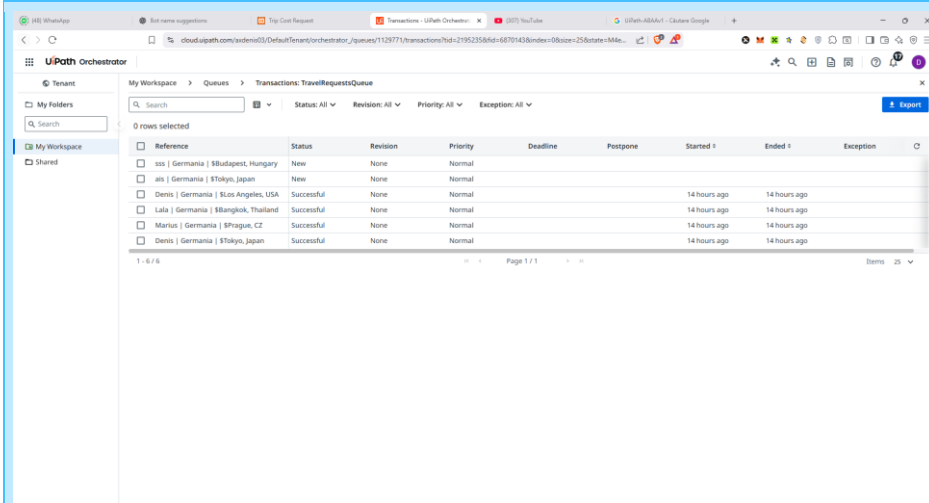 (48) WhatsApp
Bot name suggestions
Trip Cost Request
Transactions - UiPath Orchestrat
(307) YouTube
UiPath-ABAAv1 - Căutare Google
cloud.uipath.com/axdenis03/DefaultTenant/orchestrator_/queues/1129771/transactions?tid=2195235&fid=6870143&index=0&size=25&state=M4e...
UiPath Orchestrator
17
D
Tenant
My Workspace > Queues > Transactions: TravelRequestsQueue
My Folders
Search
Search
Status: All
Revision: All
Priority: All
Exception: All
Export
0 rows selected
My Workspace
Shared
Reference Status Revision Priority Deadline Postpone Started Ended Exception
sss | Germania | $Budapest, Hungary New None Normal
ais | Germania | $Tokyo, Japan New None Normal
Denis | Germania | $Los Angeles, USA Successful None Normal 14 hours ago 14 hours ago
Lala | Germania | $Bangkok, Thailand Successful None Normal 14 hours ago 14 hours ago
Marius | Germania | $Prague, CZ Successful None Normal 14 hours ago 14 hours ago
Denis | Germania | $Tokyo, Japan Successful None Normal 14 hours ago 14 hours ago
1 - 6 / 6
Page 1 / 1
Items 25